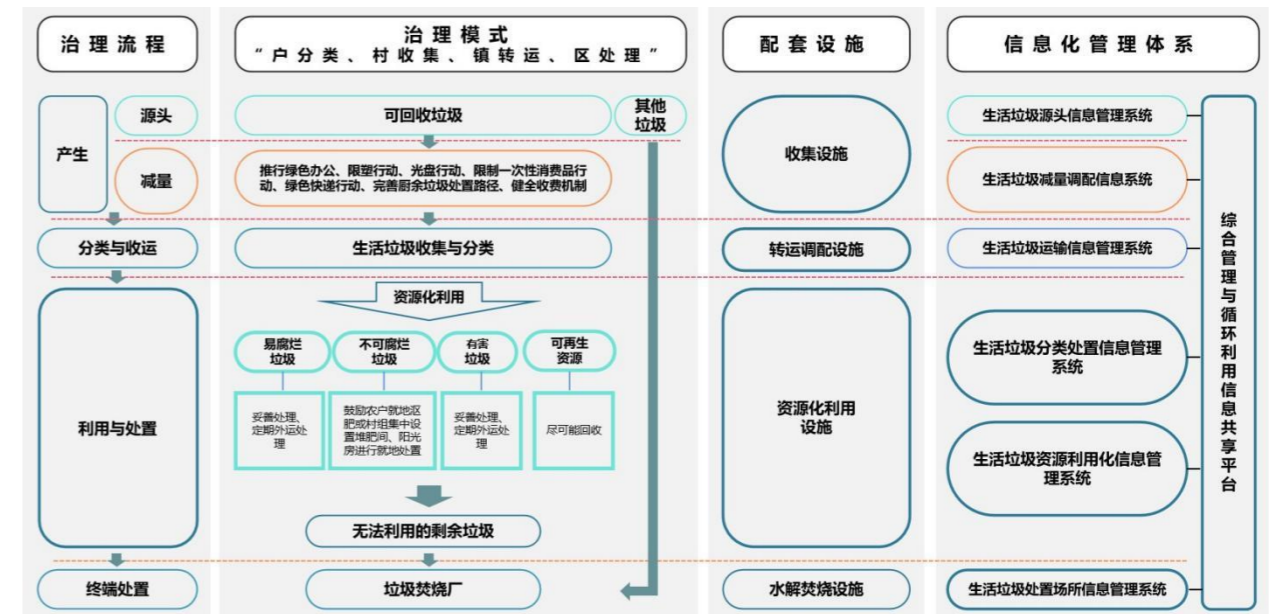 治理流程
治理模式
“户分类、村收集、镇转运、区处理”
配套设施
信息化管理体系
产生
源头
减量
可回收垃圾
其他
垃圾
推行绿色办公、限塑行动、光盘行动、限制一次性消费品行
动、绿色快递行动、完善厨余垃圾处置路径、健全收费机制
收集设施
生活垃圾源头信息管理系统
生活垃圾减量调配信息系统
分类与收运
生活垃圾收集与分类
转运调配设施
生活垃圾运输信息管理系统
利用与处置
资源化利用
易腐烂
垃圾
不可腐烂
垃圾
有害
垃圾
可再生
资源
妥善处理、
定期外运处
理
鼓励农户就地沤
肥或村组集中设
置堆肥间、阳光
房进行就地处置
妥善处理、
定期外运处
理
尽可能回收
无法利用的剩余垃圾
资源化利用
设施
生活垃圾分类处置信息管理
系统
生活垃圾资源利用化信息管
理系统
终端处置
垃圾焚烧厂
水解焚烧设施
生活垃圾处置场所信息管理系统
综合管理与循环利用信息共享平台